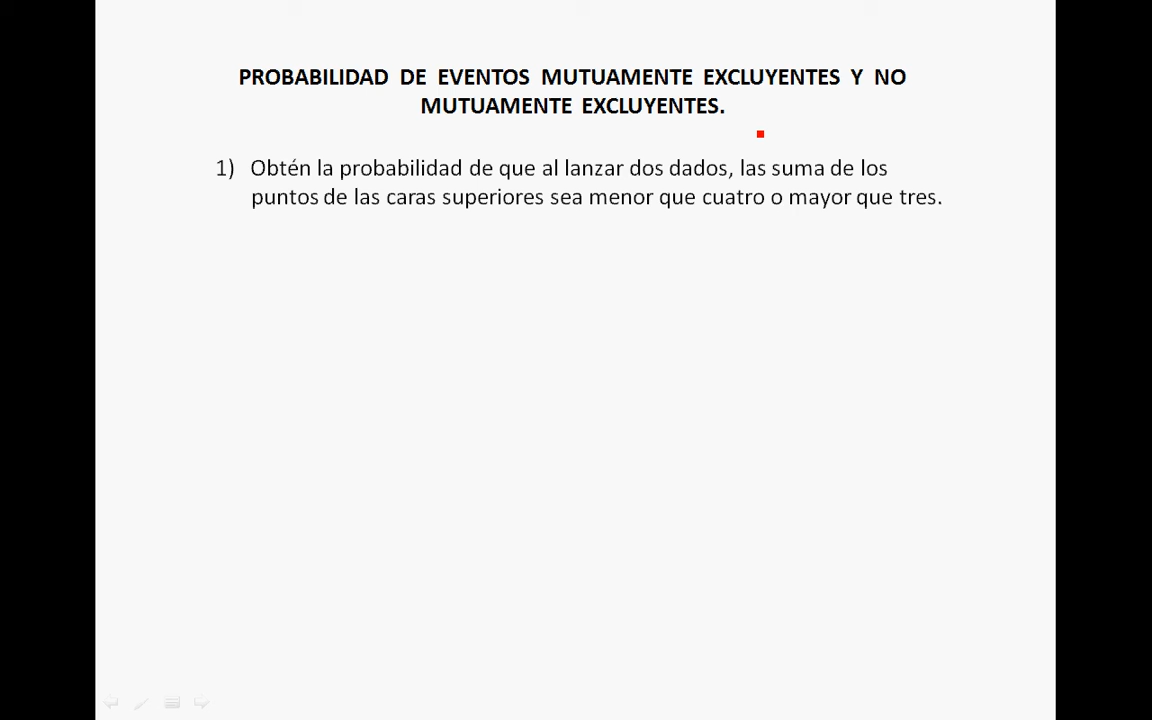 PROBABILIDAD DE EVENTOS MUTUAMENTE EXCLUYENTES Y NO
MUTUAMENTE EXCLUYENTES.
1) Obtén la probabilidad de que al lanzar dos dados, las suma de los
puntos de las caras superiores sea menor que cuatro o mayor que tres.